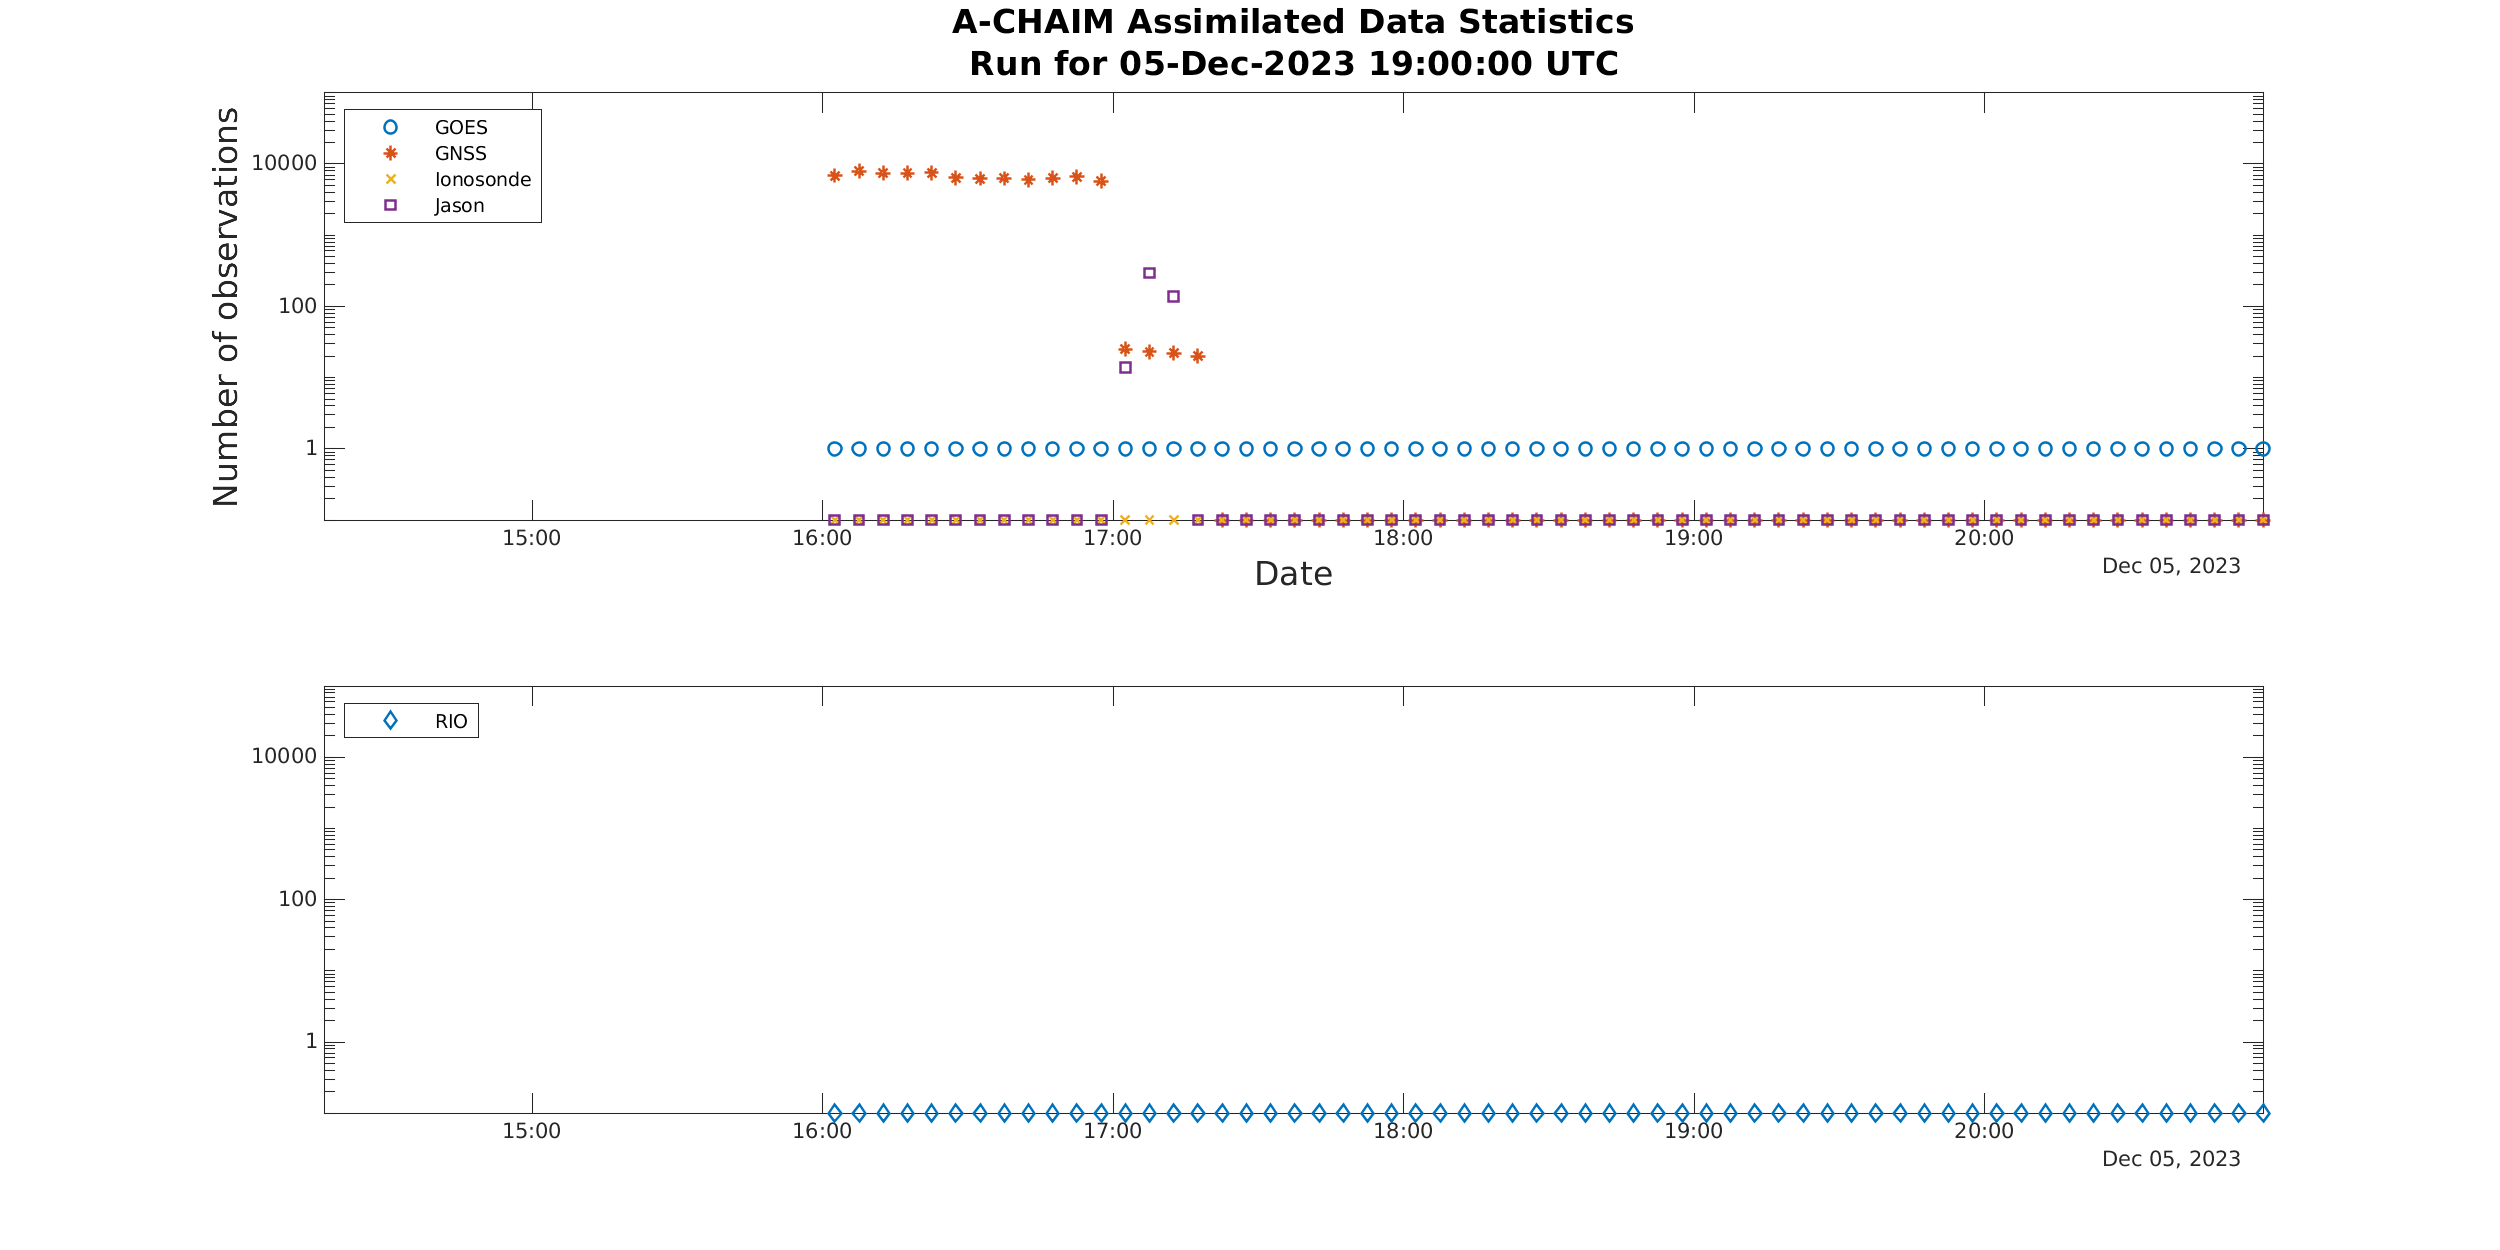 A-CHAIM Assimilated Data Statistics
Run for 05-Dec-2023 19:00:00 UTC
Number of observations
10000
100
1
GOES
GNSS
Ionosonde
Jason
15:00 16:00 17:00 18:00 19:00 20:00
Dec 05, 2023
Date
10000
100
1
RIO
15:00 16:00 17:00 18:00 19:00 20:00
Dec 05, 2023